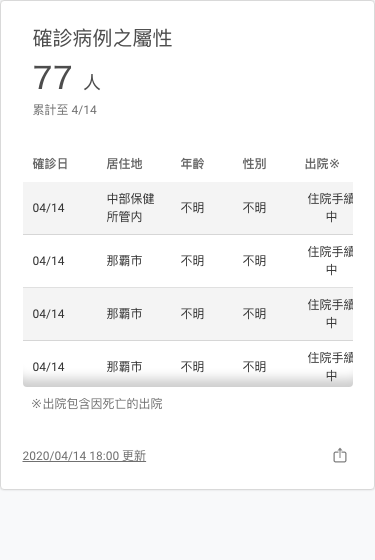 確診病例之屬性
77 人
累計至 4/14
確診日 居住地 年齡 性別 出院※
04/14 中部保健所管內 不明 不明 住院手續中
04/14 那覇市 不明 不明 住院手續中
04/14 那覇市 不明 不明 住院手續中
04/14 那覇市 不明 不明 住院手續中
※出院包含因死亡的出院
2020/04/14 18:00 更新